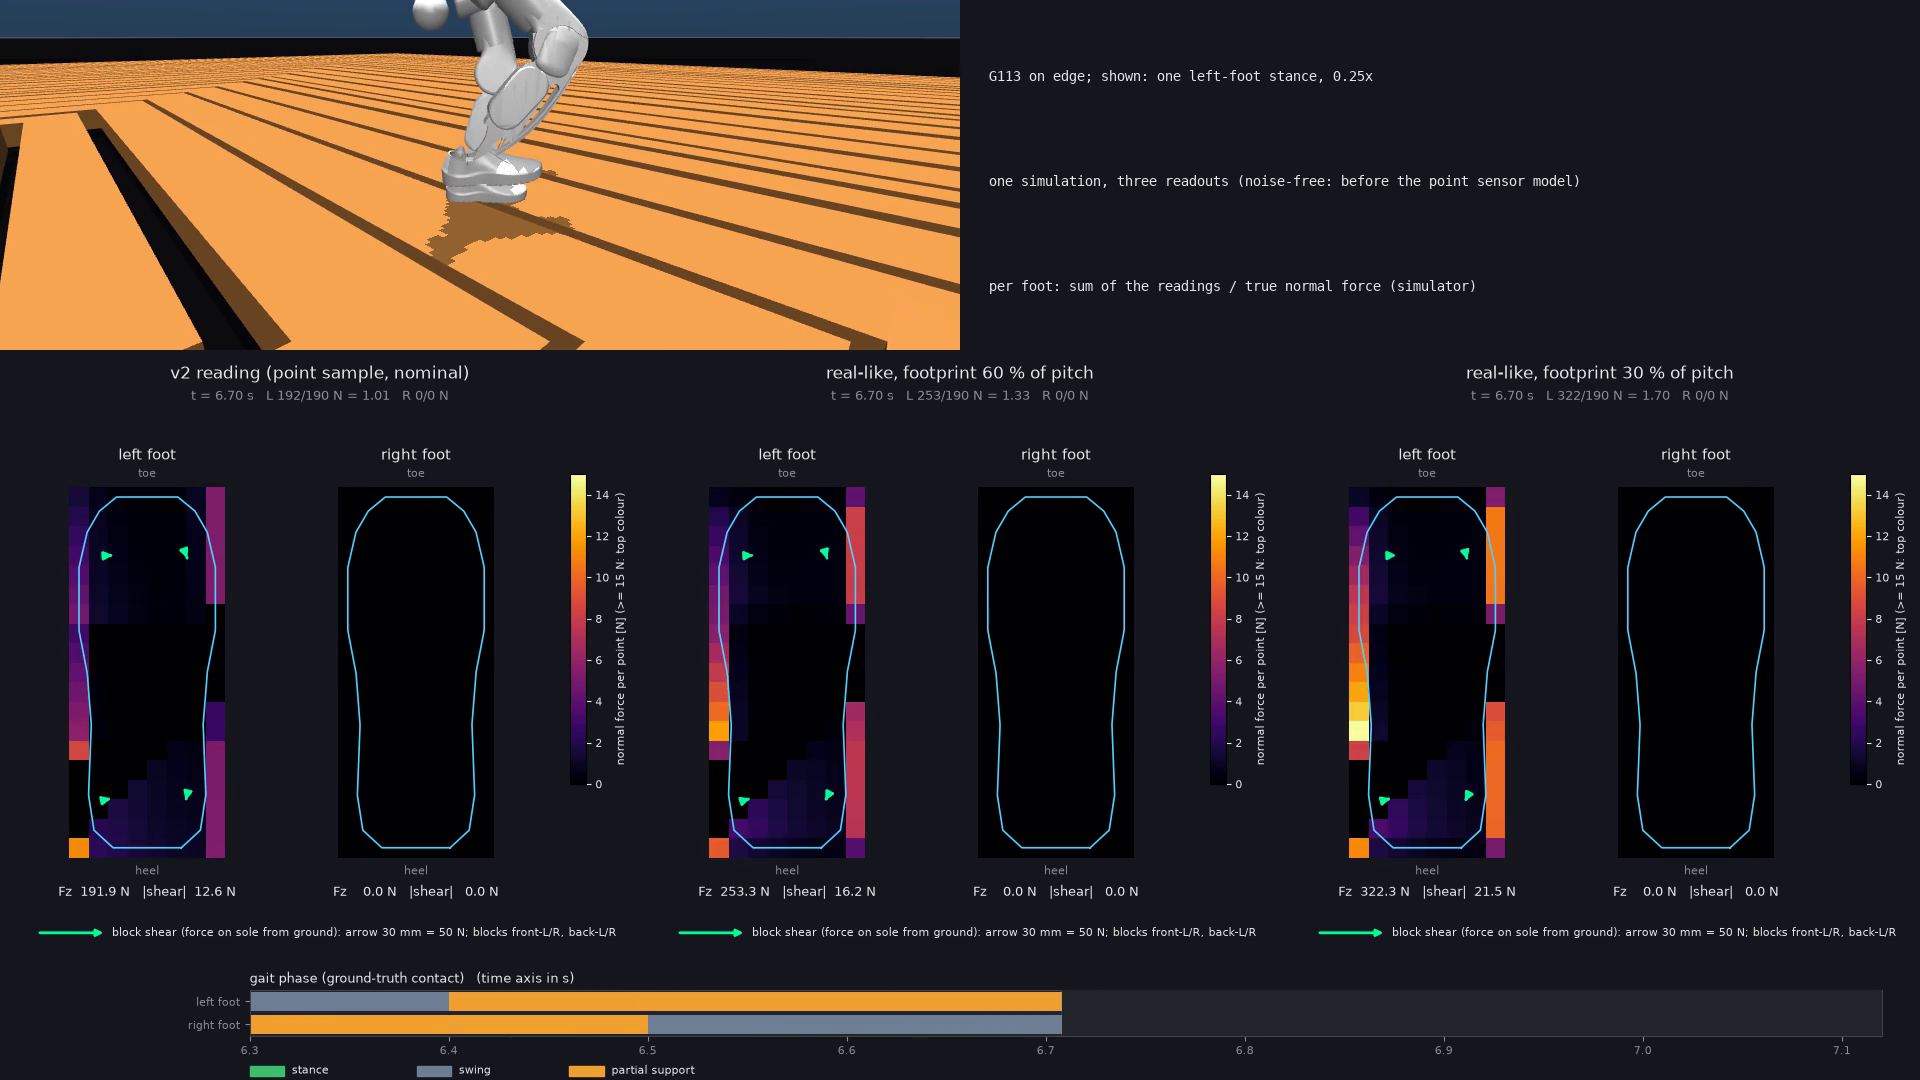 G113 on edge; shown: one left-foot stance, 0.25x
one simulation, three readouts (noise-free: before the point sensor model)
per foot: sum of the readings / true normal force (simulator)
v2 reading (point sample, nominal)
t = 6.70 s   L 192/190 N = 1.01   R 0/0 N
left foot
toe
right foot
toe
14
12
10
8
6
4
2
0
normal force per point [N] (>= 15 N: top colour)
heel
Fz  191.9 N   |shear|  12.6 N
heel
Fz    0.0 N   |shear|   0.0 N
block shear (force on sole from ground): arrow 30 mm = 50 N; blocks front-L/R, back-L/R
real-like, footprint 60 % of pitch
t = 6.70 s   L 253/190 N = 1.33   R 0/0 N
left foot
toe
right foot
toe
14
12
10
8
6
4
2
0
normal force per point [N] (>= 15 N: top colour)
heel
Fz  253.3 N   |shear|  16.2 N
heel
Fz    0.0 N   |shear|   0.0 N
block shear (force on sole from ground): arrow 30 mm = 50 N; blocks front-L/R, back-L/R
real-like, footprint 30 % of pitch
t = 6.70 s   L 322/190 N = 1.70   R 0/0 N
left foot
toe
right foot
toe
14
12
10
8
6
4
2
0
normal force per point [N] (>= 15 N: top colour)
heel
Fz  322.3 N   |shear|  21.5 N
heel
Fz    0.0 N   |shear|   0.0 N
block shear (force on sole from ground): arrow 30 mm = 50 N; blocks front-L/R, back-L/R
gait phase (ground-truth contact)   (time axis in s)
left foot
right foot
6.3 6.4 6.5 6.6 6.7 6.8 6.9 7.0 7.1
stance swing partial support